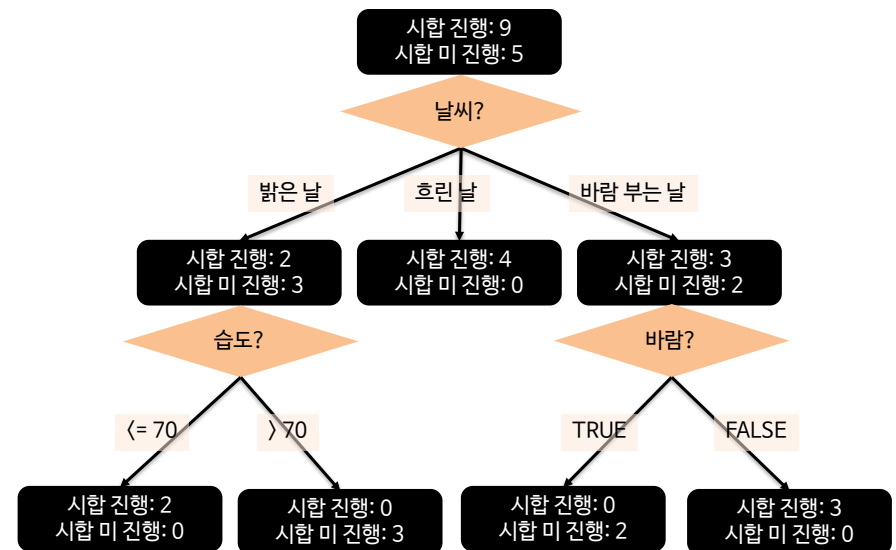 시합 진행: 9
시합 미 진행: 5
날씨?
밝은 날
흐린 날
바람 부는 날
시합 진행: 2
시합 미 진행: 3
시합 진행: 4
시합 미 진행: 0
시합 진행: 3
시합 미 진행: 2
습도?
바람?
<= 70
> 70
TRUE
FALSE
시합 진행: 2
시합 미 진행: 0
시합 진행: 0
시합 미 진행: 3
시합 진행: 0
시합 미 진행: 2
시합 진행: 3
시합 미 진행: 0